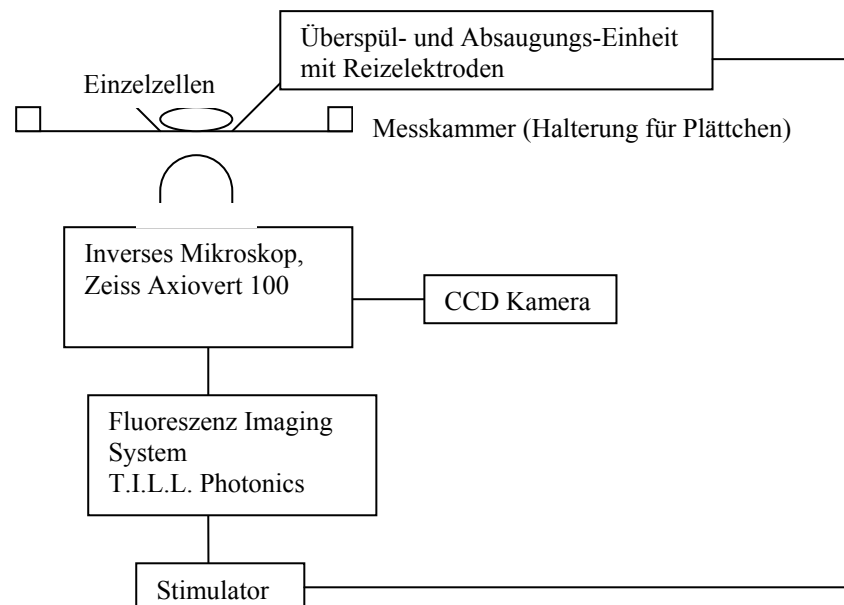 Überspül- und Absaugungs-Einheit
mit Reizelektroden
Einzelzellen
Messkammer (Halterung für Plättchen)
Inverses Mikroskop,
Zeiss Axiovert 100
CCD Kamera
Fluoreszenz Imaging
System
T.I.L.L. Photonics
Stimulator